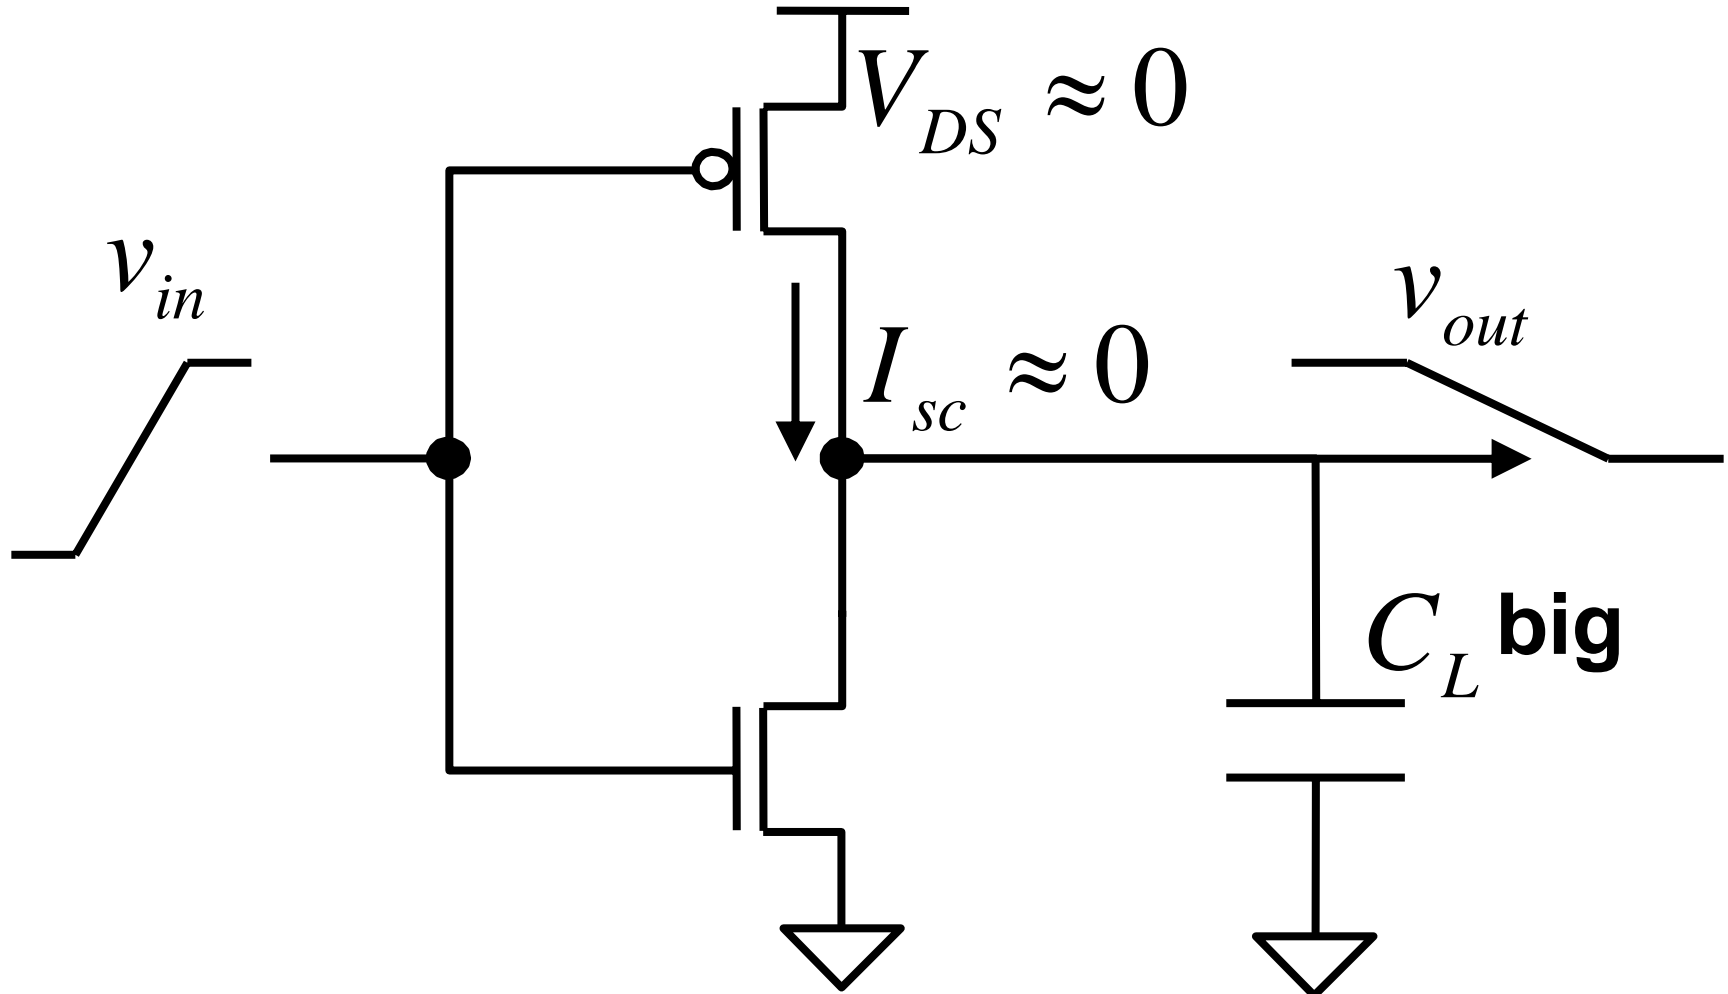 V_DS ≈ 0
v_in
v_out
I_sc ≈ 0
C_L big